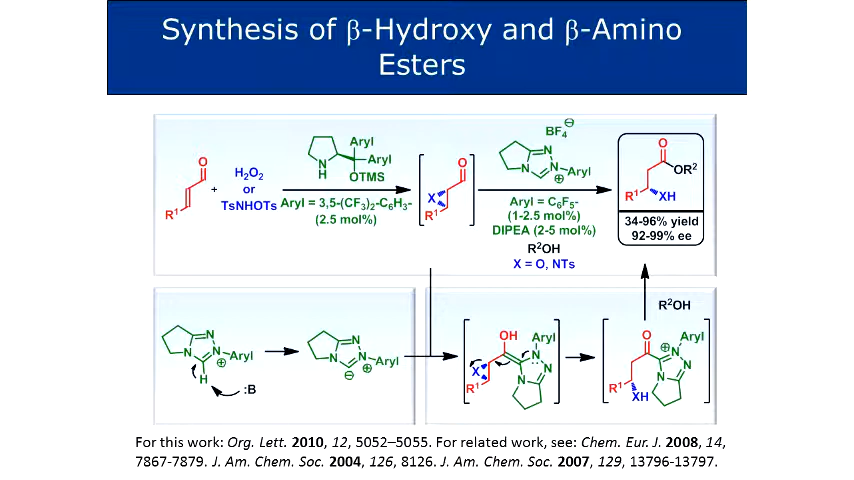 Synthesis of β-Hydroxy and β-Amino
Esters
O
R¹
+
H₂O₂
or
TsNHOTs
N
H
Aryl
Aryl
OTMS
Aryl = 3,5-(CF₃)₂-C₆H₃-
(2.5 mol%)
O
X
R¹
BF₄⊖
N
N
N-Aryl
⊕
Aryl = C₆F₅-
(1-2.5 mol%)
DIPEA (2-5 mol%)
R²OH
X = O, NTs
O
OR²
R¹
XH
34-96% yield
92-99% ee
N
N
N-Aryl
⊕
H
:B
N
N
N-Aryl
⊕
⊖
OH
Aryl
X
R¹
N
N
N
R²OH
O
Aryl
⊕
N
N
N
R¹
XH
For this work: Org. Lett. 2010, 12, 5052–5055. For related work, see: Chem. Eur. J. 2008, 14,
7867-7879. J. Am. Chem. Soc. 2004, 126, 8126. J. Am. Chem. Soc. 2007, 129, 13796-13797.